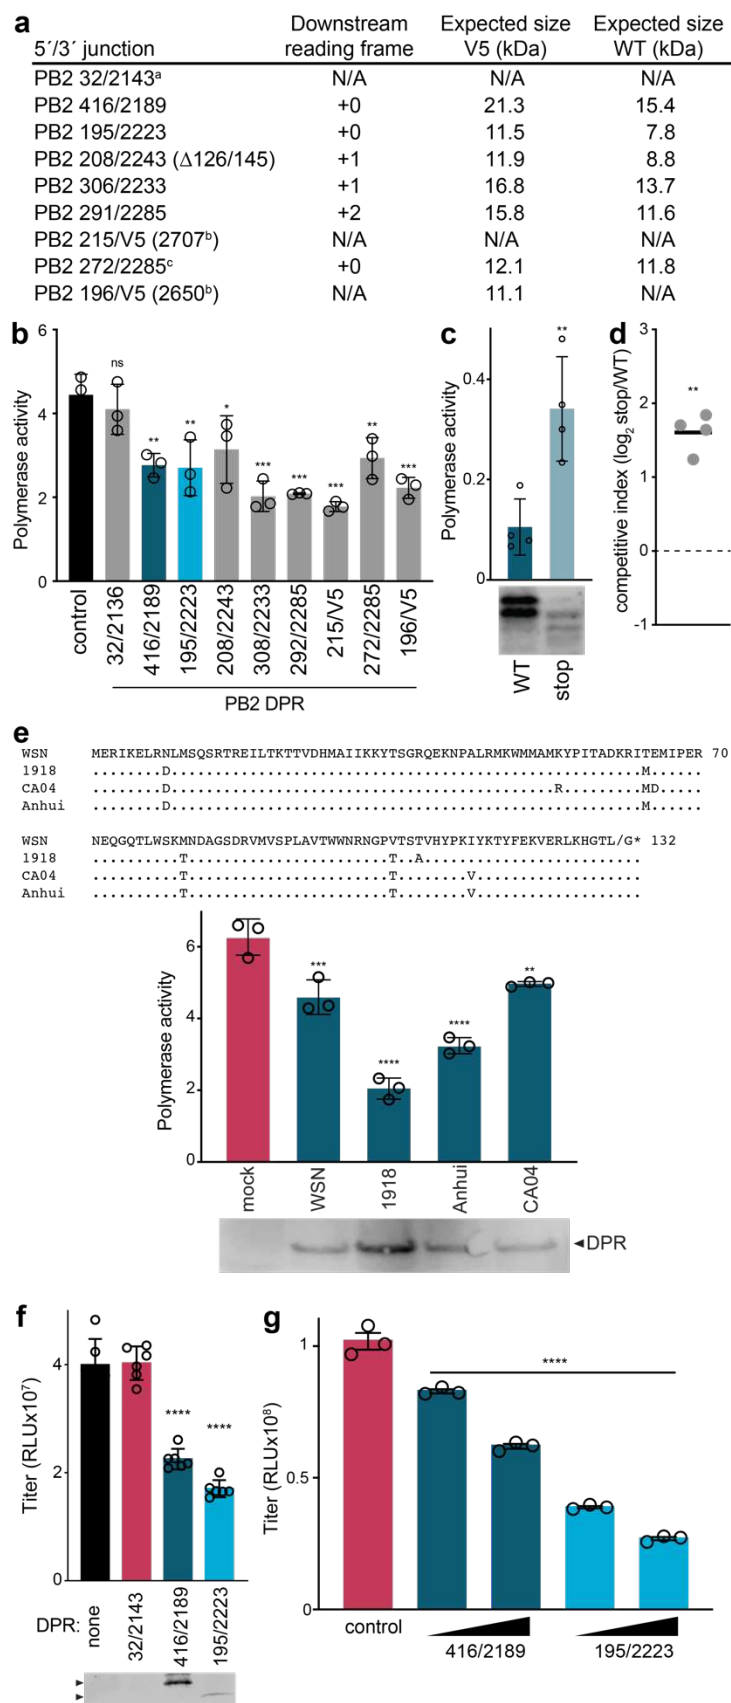 a
5´/3´ junction Downstream reading frame Expected size V5 (kDa) Expected size WT (kDa)
PB2 32/2143ᵃ N/A N/A N/A
PB2 416/2189 +0 21.3 15.4
PB2 195/2223 +0 11.5 7.8
PB2 208/2243 (Δ126/145) +1 11.9 8.8
PB2 306/2233 +1 16.8 13.7
PB2 291/2285 +2 15.8 11.6
PB2 215/V5 (2707ᵇ) N/A N/A N/A
PB2 272/2285ᶜ +0 12.1 11.8
PB2 196/V5 (2650ᵇ) N/A 11.1 N/A
b
Polymerase activity
6
4
2
0
ns
**
**
*
***
***
***
**
***
control
32/2136
416/2189
195/2223
208/2243
308/2233
292/2285
215/V5
272/2285
196/V5
PB2 DPR
c
Polymerase activity
0.4
0.2
0
**
WT
stop
d
competitive index (log₂ stop/WT)
3
2
1
0
-1
**
e
WSN MERIKELRNLMSQSRTREILTKTTVDHMAIIKKYTSGRQEKNPALRMKWMMAMKYPITADKRITEMIPER 70
1918 ........D.......................................................M.....
CA04 ........D.............................................R.........MD....
Anhui ........D.......................................................M.....
WSN NEQGQTLWSKMNDAGSDRVMVSPLAVTWWNRNGPVTSTVHYPKIYKTYFEKVERLKHGTL/G* 132
1918 ..........T.......................T..A.........................
CA04 ..........T.......................T........V...................
Anhui ..........T.......................T........V...................
Polymerase activity
6
4
2
0
***
****
****
**
mock
WSN
1918
Anhui
CA04
◄DPR
f
Titer (RLUx10⁷)
4
2
0
****
****
DPR:
none
32/2143
416/2189
195/2223
g
Titer (RLUx10⁸)
1
0.5
0
****
control
416/2189
195/2223